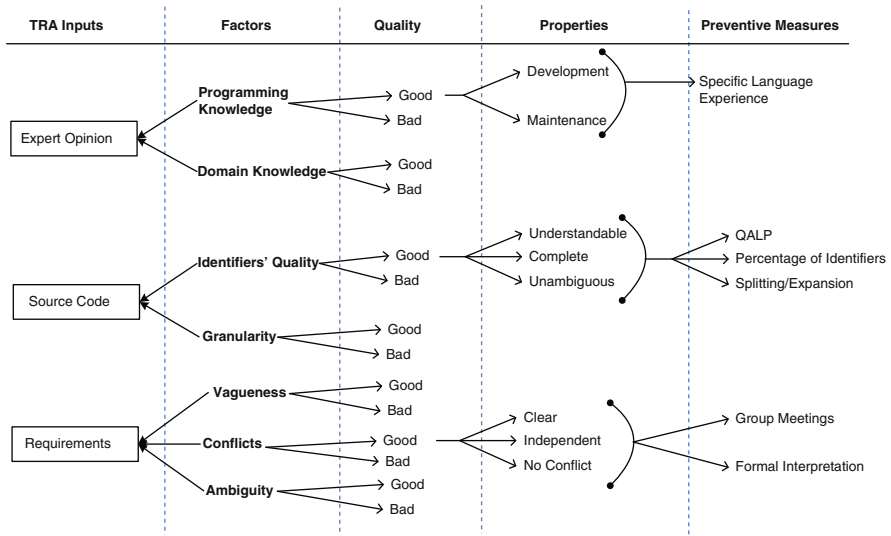 TRA Inputs Factors Quality Properties Preventive Measures
Programming
Knowledge
Good
Bad
Development
Maintenance
Specific Language
Experience
Expert Opinion
Domain Knowledge
Good
Bad
Identifiers' Quality
Good
Bad
Understandable
Complete
Unambiguous
QALP
Percentage of Identifiers
Splitting/Expansion
Source Code
Granularity
Good
Bad
Vagueness
Good
Bad
Requirements
Conflicts
Good
Bad
Clear
Independent
No Conflict
Group Meetings
Formal Interpretation
Ambiguity
Good
Bad